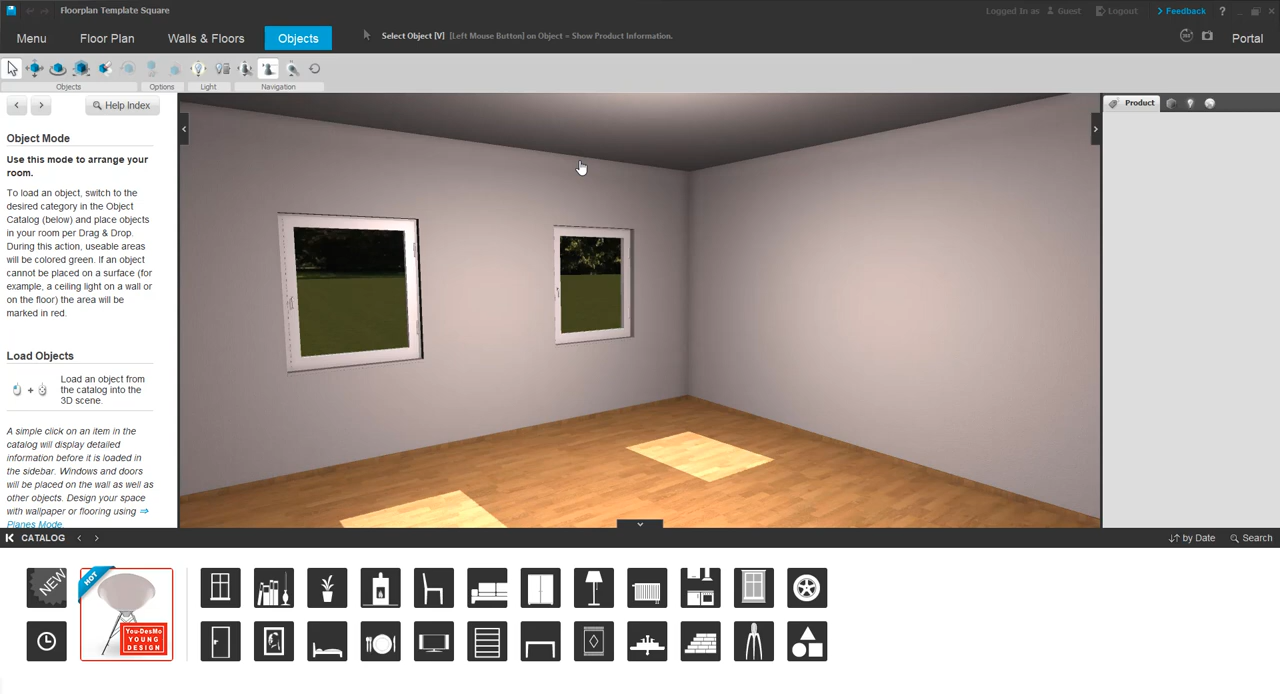 Floorplan Template Square
Logged In as Guest Logout Feedback ?
Menu Floor Plan Walls & Floors Objects
Select Object [V] [Left Mouse Button] on Object = Show Product Information.
360° Portal
Objects Options Light Navigation
Help Index
Product
Object Mode
Use this mode to arrange your
room.
To load an object, switch to the
desired category in the Object
Catalog (below) and place objects
in your room per Drag & Drop.
During this action, useable areas
will be colored green. If an object
cannot be placed on a surface (for
example, a ceiling light on a wall or
on the floor) the area will be
marked in red.
Load Objects
+
Load an object from
the catalog into the
3D scene.
A simple click on an item in the
catalog will display detailed
information before it is loaded in
the sidebar. Windows and doors
will be placed on the wall as well as
other objects. Design your space
with wallpaper or flooring using ⇒
Planes Mode.
CATALOG
by Date Search
NEW
HOT
You-DesMo
YOUNG
DESIGN